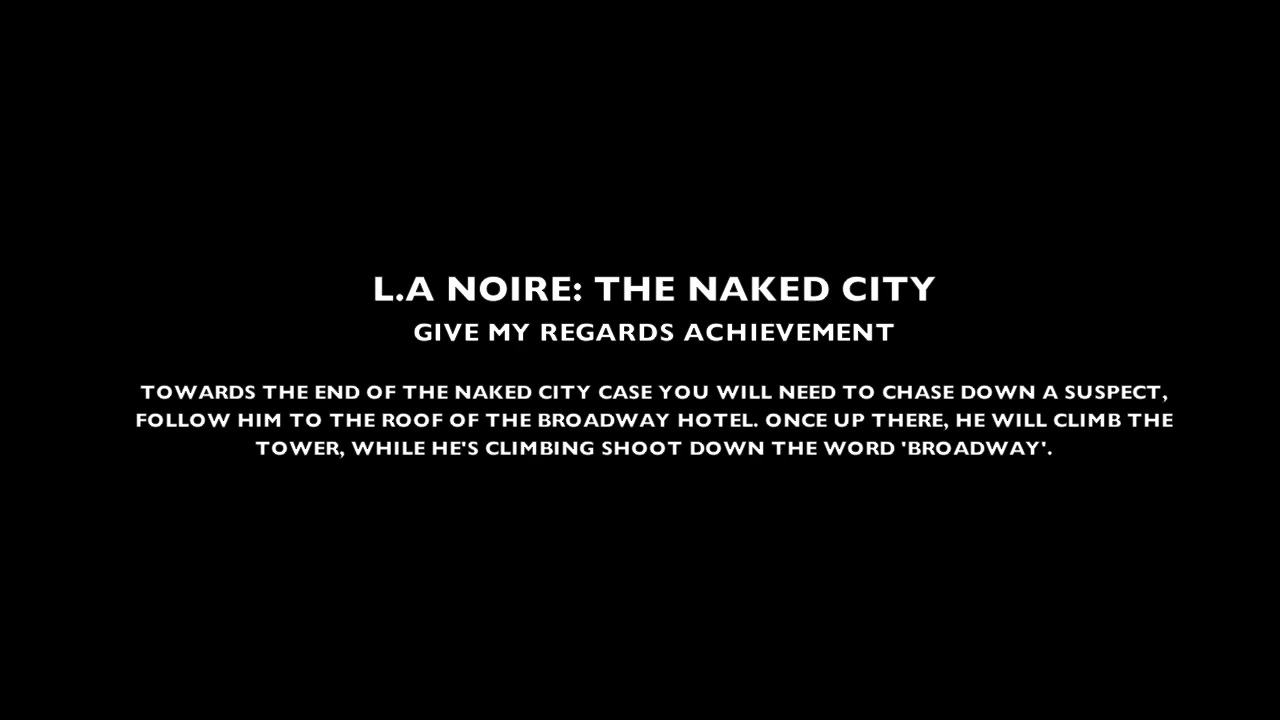 L.A NOIRE: THE NAKED CITY
GIVE MY REGARDS ACHIEVEMENT
TOWARDS THE END OF THE NAKED CITY CASE YOU WILL NEED TO CHASE DOWN A SUSPECT,
FOLLOW HIM TO THE ROOF OF THE BROADWAY HOTEL. ONCE UP THERE, HE WILL CLIMB THE
TOWER, WHILE HE'S CLIMBING SHOOT DOWN THE WORD 'BROADWAY'.